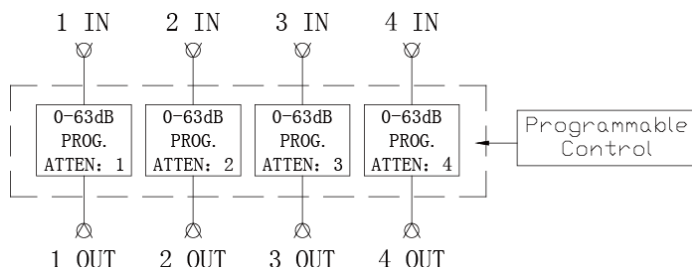 1 IN 2 IN 3 IN 4 IN
0-63dB 0-63dB 0-63dB 0-63dB
PROG. PROG. PROG. PROG.
ATTEN: 1 ATTEN: 2 ATTEN: 3 ATTEN: 4
Programmable
Control
1 OUT 2 OUT 3 OUT 4 OUT